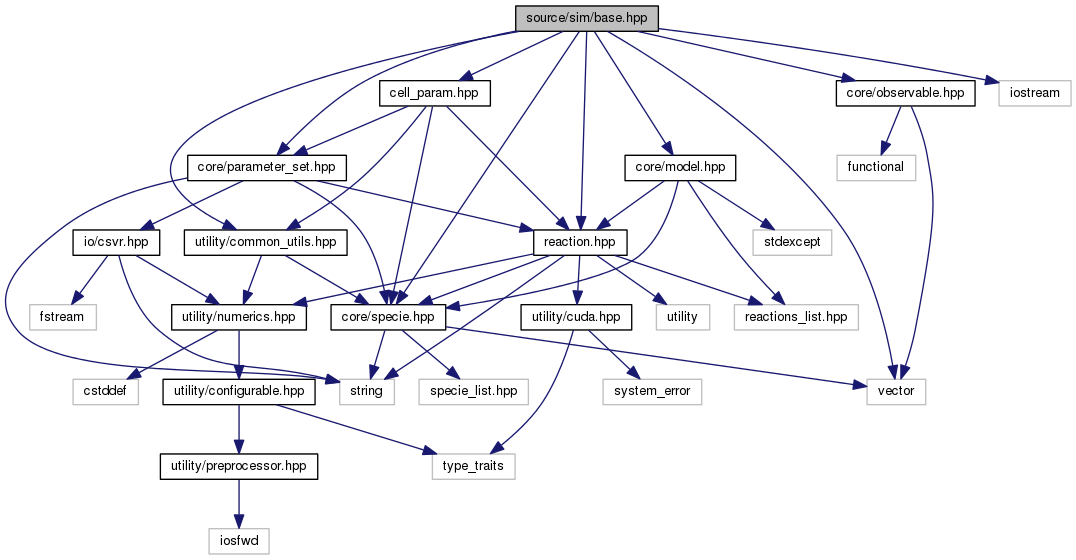 source/sim/base.hpp
cell_param.hpp
core/observable.hpp
iostream
core/parameter_set.hpp
core/model.hpp
functional
io/csvr.hpp
utility/common_utils.hpp
reaction.hpp
stdexcept
fstream
utility/numerics.hpp
core/specie.hpp
utility/cuda.hpp
utility
reactions_list.hpp
cstddef
utility/configurable.hpp
string
specie_list.hpp
system_error
vector
utility/preprocessor.hpp
type_traits
iosfwd